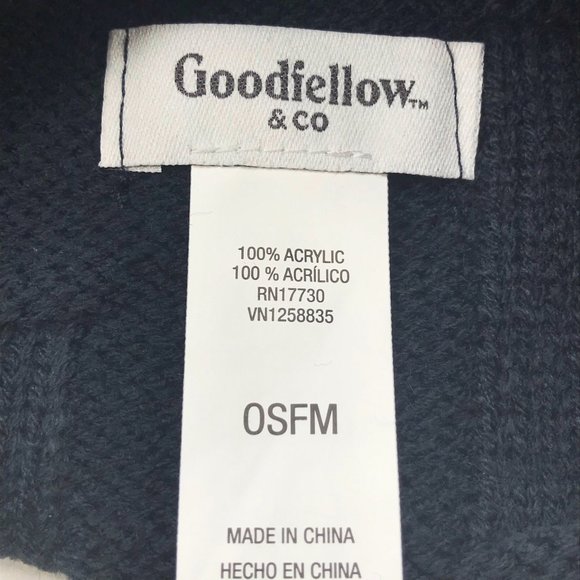 Goodfellow™
& CO
100% ACRYLIC
100 % ACRÍLICO
RN17730
VN1258835
OSFM
MADE IN CHINA
HECHO EN CHINA